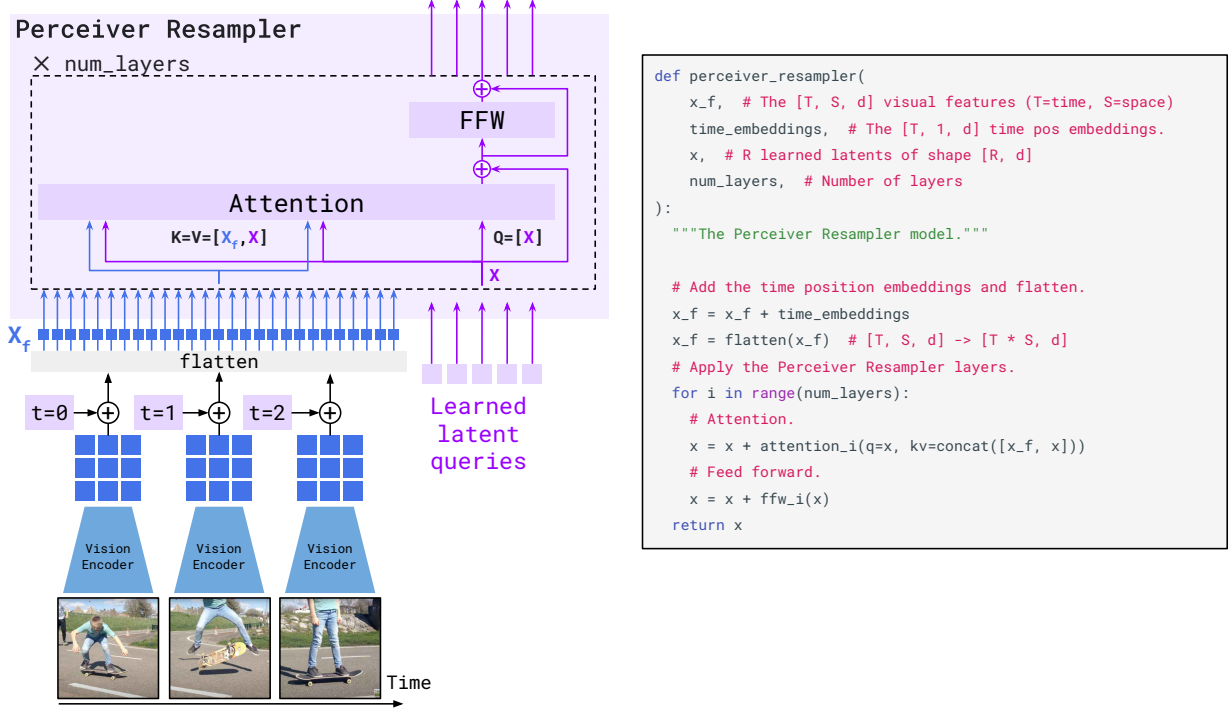 Perceiver Resampler
× num_layers
FFW
Attention
K=V=[Xf,X]
Q=[X]
X
Xf
flatten
t=0
t=1
t=2
Learned
latent
queries
Vision
Encoder
Vision
Encoder
Vision
Encoder
Time
def perceiver_resampler(
x_f,  # The [T, S, d] visual features (T=time, S=space)
time_embeddings,  # The [T, 1, d] time pos embeddings.
x,  # R learned latents of shape [R, d]
num_layers,  # Number of layers
):
"""The Perceiver Resampler model."""
# Add the time position embeddings and flatten.
x_f = x_f + time_embeddings
x_f = flatten(x_f)  # [T, S, d] -> [T * S, d]
# Apply the Perceiver Resampler layers.
for i in range(num_layers):
# Attention.
x = x + attention_i(q=x, kv=concat([x_f, x]))
# Feed forward.
x = x + ffw_i(x)
return x